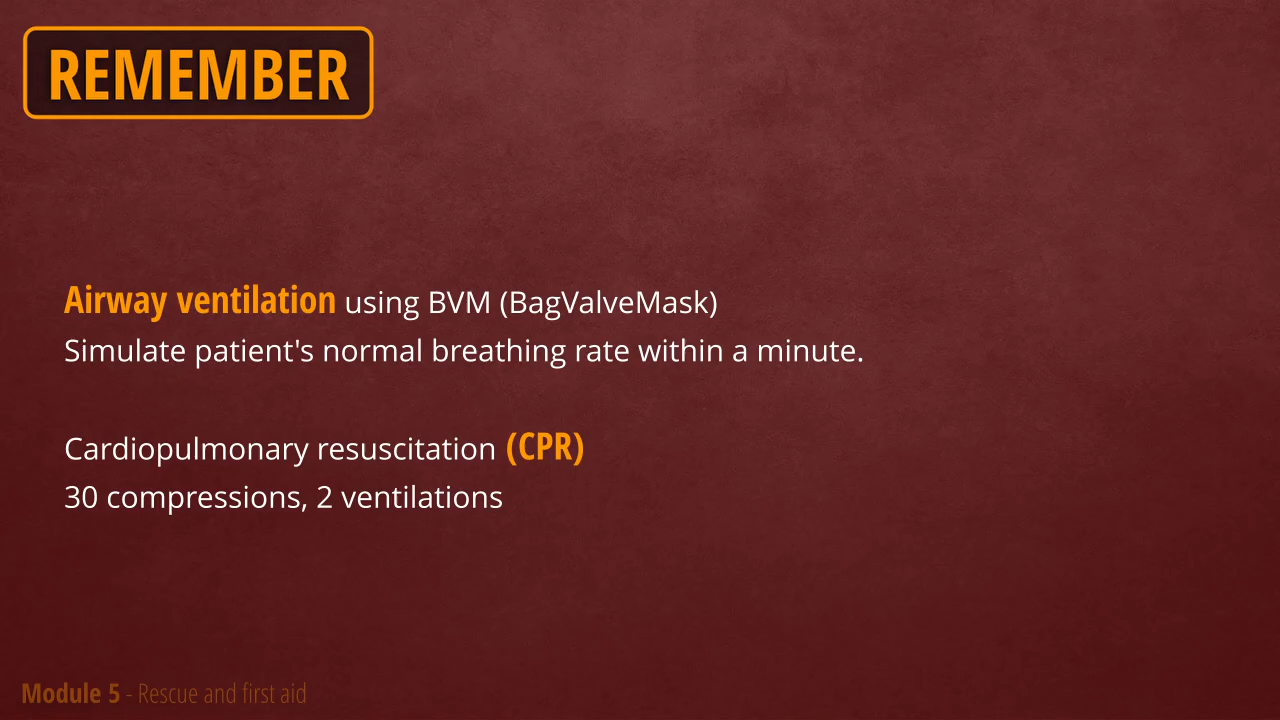 REMEMBER
Airway ventilation using BVM (BagValveMask)
Simulate patient's normal breathing rate within a minute.
Cardiopulmonary resuscitation (CPR)
30 compressions, 2 ventilations
Module 5 - Rescue and first aid